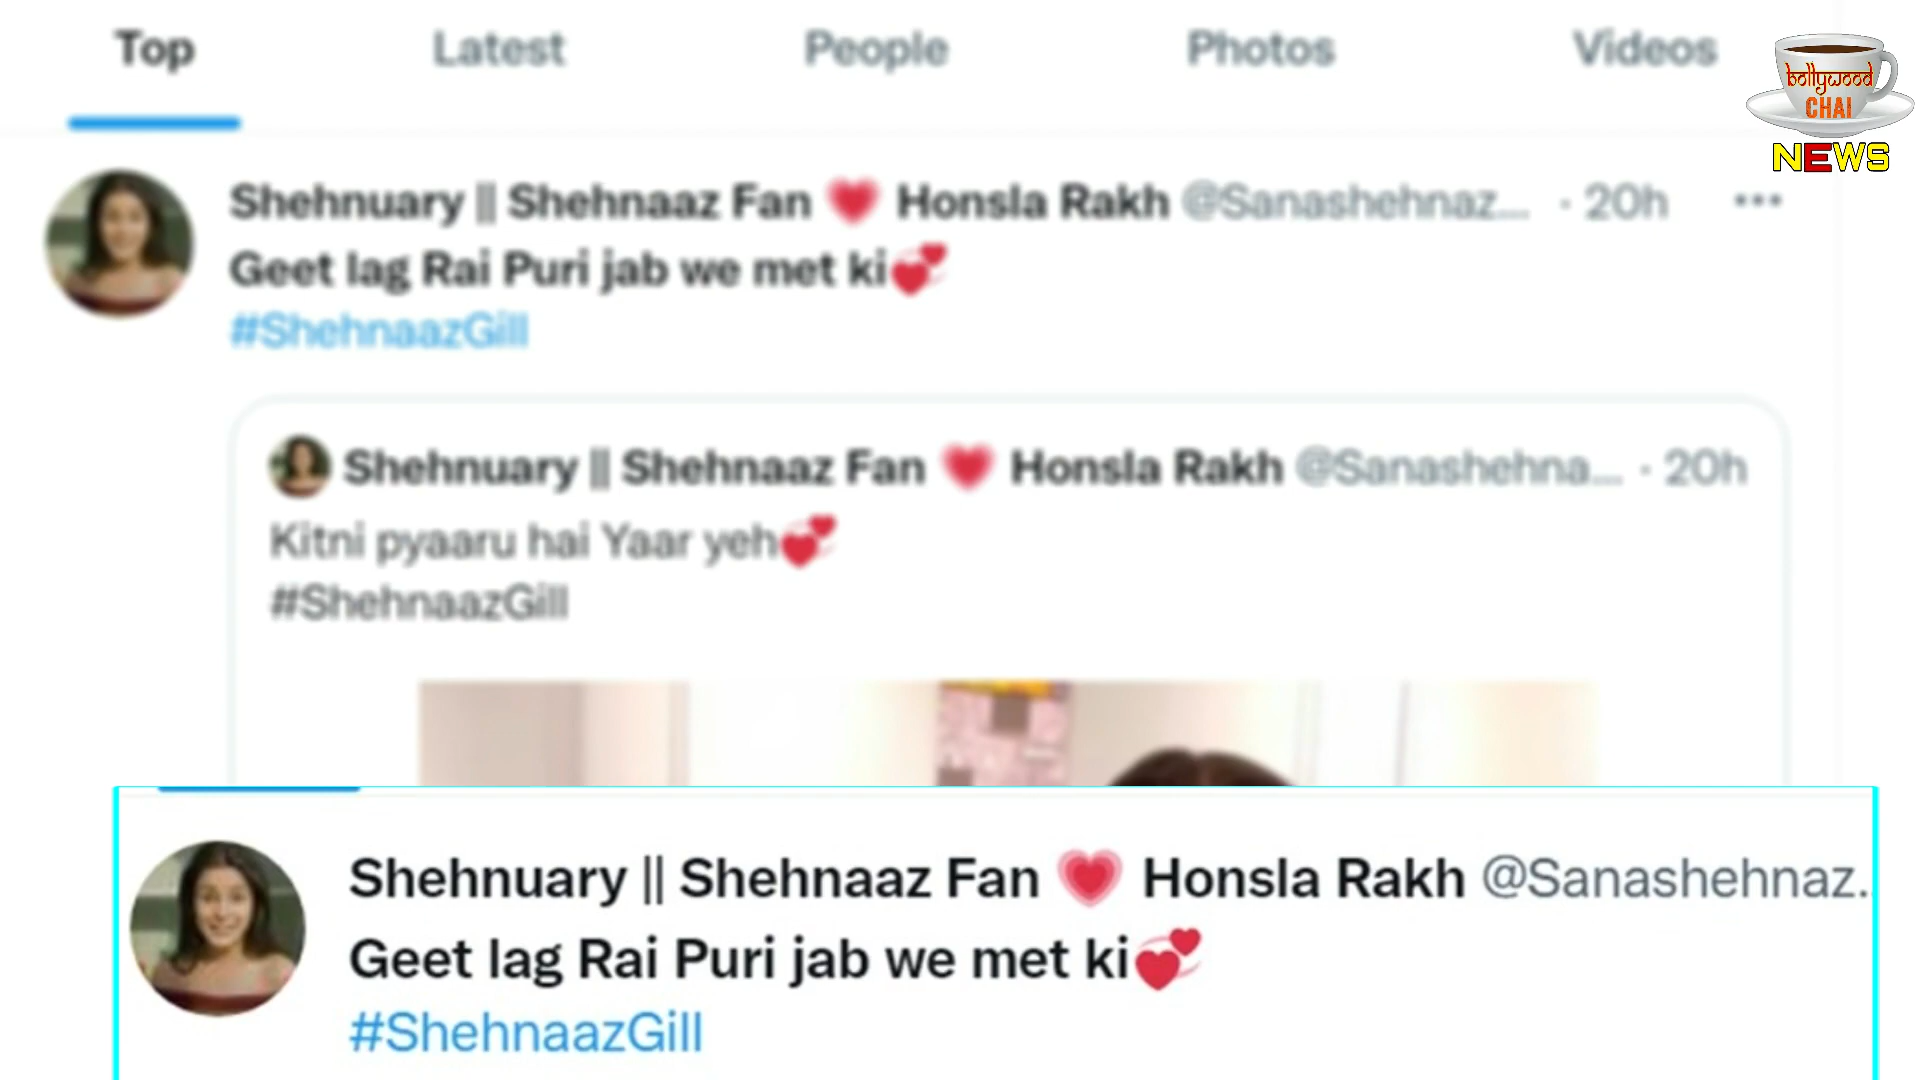 Top Latest People Photos Videos
bollywood
CHAI
NEWS
Shehnuary || Shehnaaz Fan 💗 Honsla Rakh @Sanashehnaz... · 20h ...
Geet lag Rai Puri jab we met ki💞
#ShehnaazGill
Shehnuary || Shehnaaz Fan 💗 Honsla Rakh @Sanashehna... · 20h
Kitni pyaaru hai Yaar yeh💞
#ShehnaazGill
Shehnuary || Shehnaaz Fan 💗 Honsla Rakh @Sanashehnaz.
Geet lag Rai Puri jab we met ki💞
#ShehnaazGill